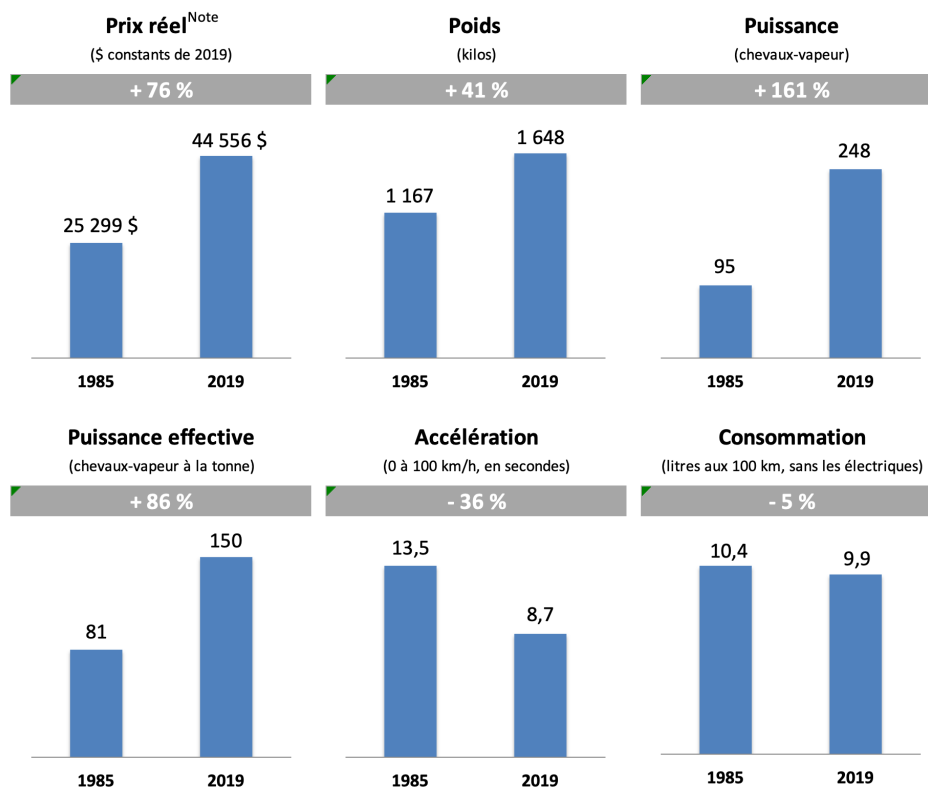 Prix réel Note
($ constants de 2019)
+ 76 %
44 556 $
25 299 $
1985 2019
Poids
(kilos)
+ 41 %
1 648
1 167
1985 2019
Puissance
(chevaux-vapeur)
+ 161 %
248
95
1985 2019
Puissance effective
(chevaux-vapeur à la tonne)
+ 86 %
150
81
1985 2019
Accélération
(0 à 100 km/h, en secondes)
- 36 %
13,5
8,7
1985 2019
Consommation
(litres aux 100 km, sans les électriques)
- 5 %
10,4
9,9
1985 2019